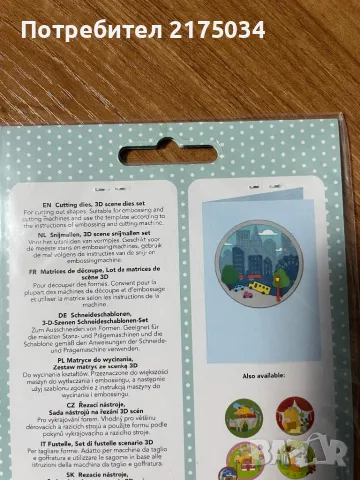 Потребител 2175034
EN Cutting dies, 3D scene dies set
For cutting out shapes. Suitable for embossing and
cutting machines and use the template according to
the instructions of embossing and cutting machine.
NL Snijmallen, 3D scene snijmallen set
Voor het uitsnijden van vormpjes. Geschikt voor
de meeste stans en embossingmachines, gebruik
de mal volgens de instructies van de snij en
embossingmachine.
FR Matrices de découpe, Lot de matrices de
scène 3D
Pour découper des formes. Convient pour la
plupart des machines de découpe et d'embossage
et utiliser la matrice selon les instructions de la
machine.
DE Schneideschablonen,
3-D-Szenen Schneideschablonen-Set
Zum Ausschneiden von Formen. Geeignet für
die meisten Stanz- und Prägemaschinen und die
Schablone gemäß den Anweisungen der Schneide-
und Prägemaschine verwenden.
PL Matryce do wycinania,
Zestaw matryc ze scenką 3D
Do wycinania kształtów. Przeznaczone do większości
maszyn do wytłaczania i embossingu, a następnie
użyj szablonu zgodnie z instrukcją maszyny do
wycinania i embossingu.
CZ Řezací nástroje,
Sada nástrojů na řezání 3D scén
Pro vykrajování forem. Vhodný pro většinu
děrovacích a razicích strojů a použijte formu podle
pokynů vykrajovacího a razicího stroje.
IT Fustelle, Set di fustelle scenario 3D
Per tagliare forme. Adatto per macchine da taglio
e goffratura e utilizzare le sagome in base alle
istruzioni della macchina da taglio e goffratura.
SK Rezacie nástroje,
Also available:
BAZAR
bg